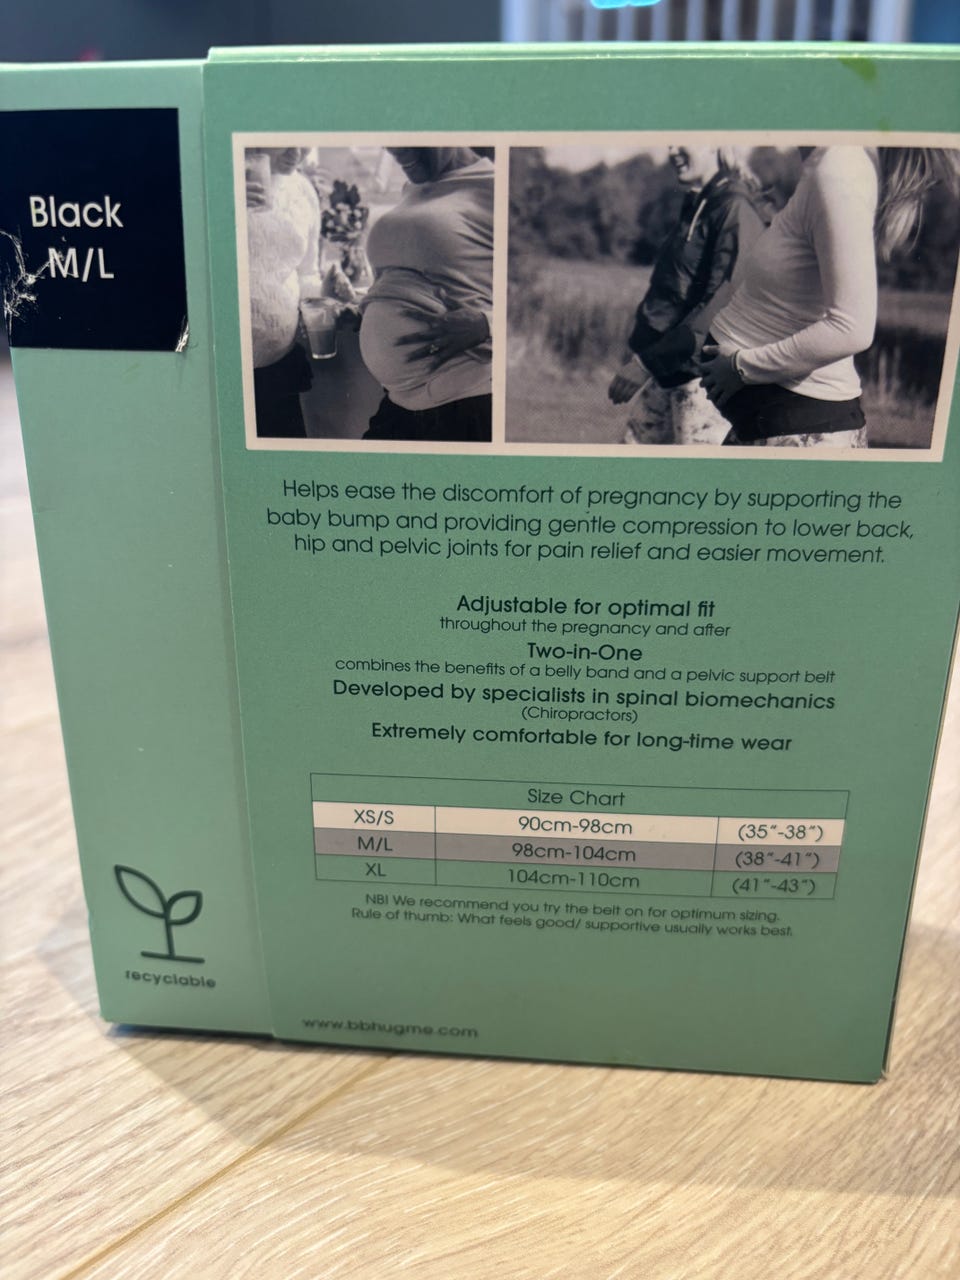 Black
M/L
Helps ease the discomfort of pregnancy by supporting the
baby bump and providing gentle compression to lower back,
hip and pelvic joints for pain relief and easier movement.
Adjustable for optimal fit
throughout the pregnancy and after
Two-in-One
combines the benefits of a belly band and a pelvic support belt
Developed by specialists in spinal biomechanics
(Chiropractors)
Extremely comfortable for long-time wear
Size Chart
XS/S 90cm-98cm (35"-38")
M/L 98cm-104cm (38"-41")
XL 104cm-110cm (41"-43")
NB! We recommend you try the belt on for optimum sizing.
Rule of thumb: What feels good/ supportive usually works best.
recyclable
www.bbhugme.com